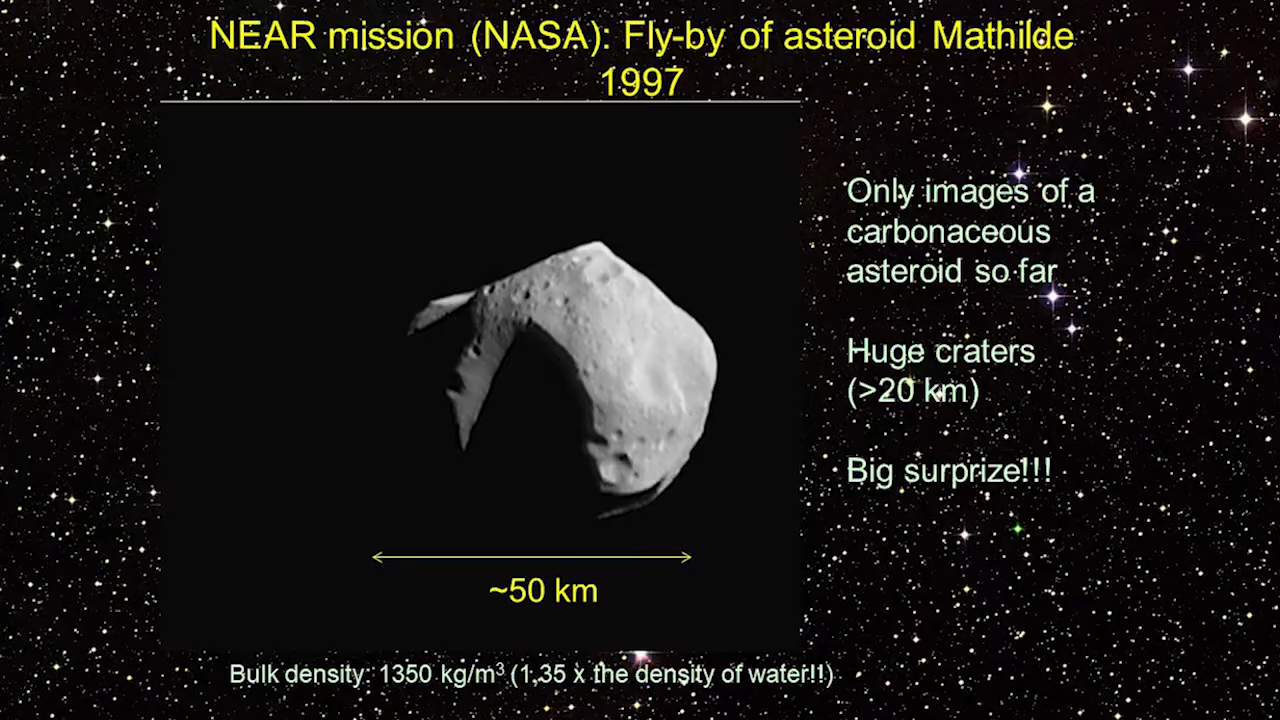 NEAR mission (NASA): Fly-by of asteroid Mathilde
1997
Only images of a
carbonaceous
asteroid so far
Huge craters
(>20 km)
Big surprize!!!
~50 km
Bulk density: 1350 kg/m³ (1,35 x the density of water!!)